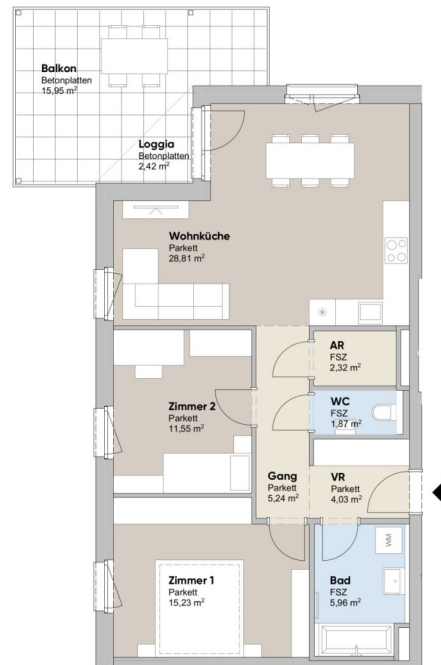 Balkon
Betonplatten
15,95 m²
Loggia
Betonplatten
2,42 m²
Wohnküche
Parkett
28,81 m²
AR
FSZ
2,32 m²
WC
FSZ
1,87 m²
Zimmer 2
Parkett
11,55 m²
Gang
Parkett
5,24 m²
VR
Parkett
4,03 m²
Zimmer 1
Parkett
15,23 m²
Bad
FSZ
5,96 m²
WM